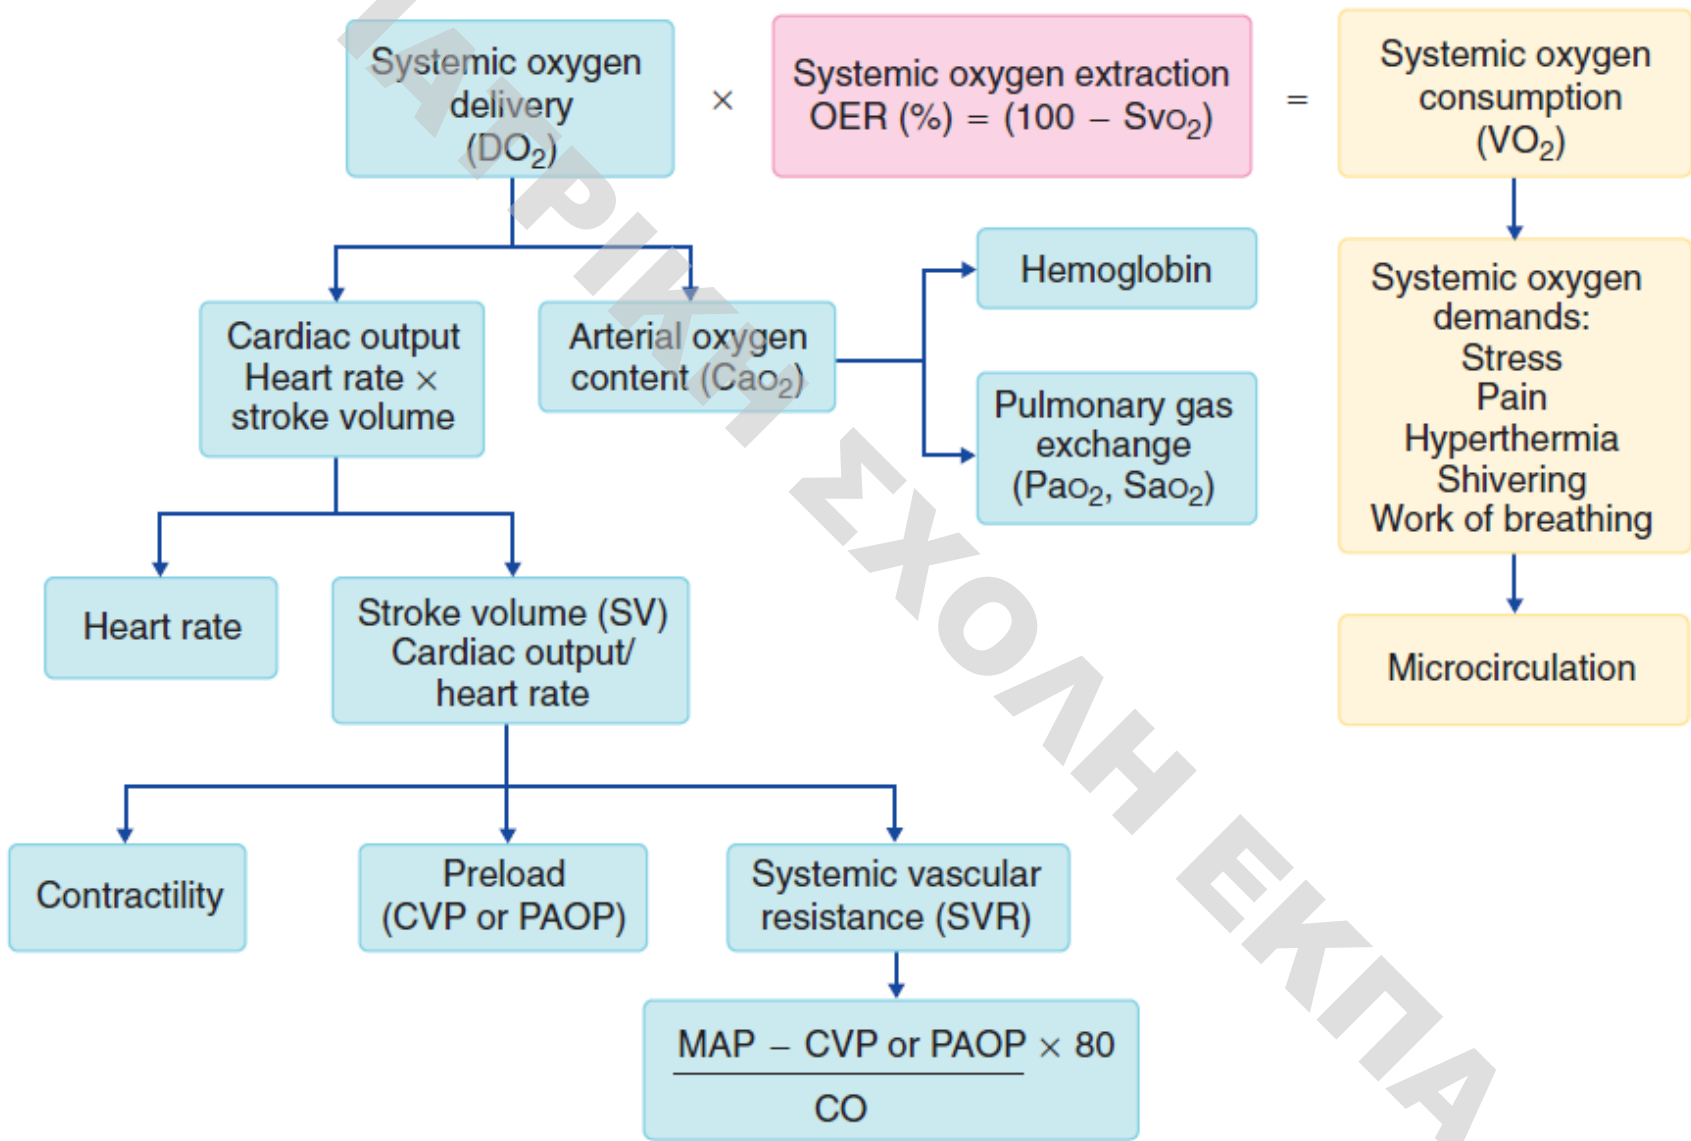 Systemic oxygen
delivery
(DO₂)
×
Systemic oxygen extraction
OER (%) = (100 – SvO₂)
=
Systemic oxygen
consumption
(VO₂)
Cardiac output
Heart rate ×
stroke volume
Arterial oxygen
content (CaO₂)
Hemoglobin
Pulmonary gas
exchange
(PaO₂, SaO₂)
Systemic oxygen
demands:
Stress
Pain
Hyperthermia
Shivering
Work of breathing
Heart rate
Stroke volume (SV)
Cardiac output/
heart rate
Microcirculation
Contractility
Preload
(CVP or PAOP)
Systemic vascular
resistance (SVR)
MAP – CVP or PAOP × 80
CO
ΙΑΤΡΙΚΗ ΣΧΟΛΗ ΕΚΠΑ